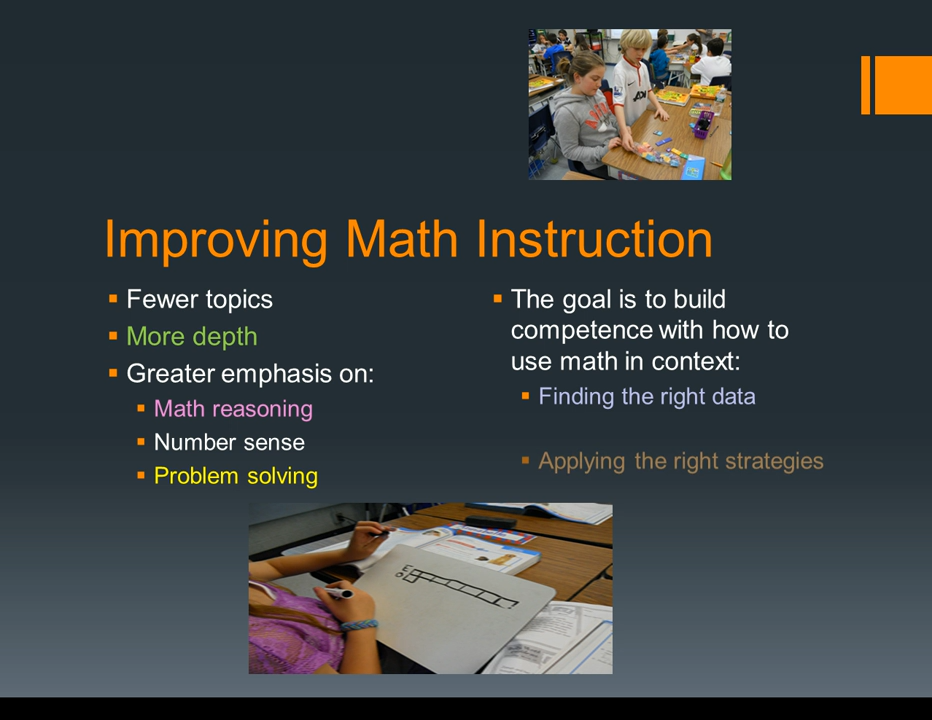 Improving Math Instruction
Fewer topics
More depth
Greater emphasis on:
Math reasoning
Number sense
Problem solving
The goal is to build
competence with how to
use math in context:
Finding the right data
Applying the right strategies